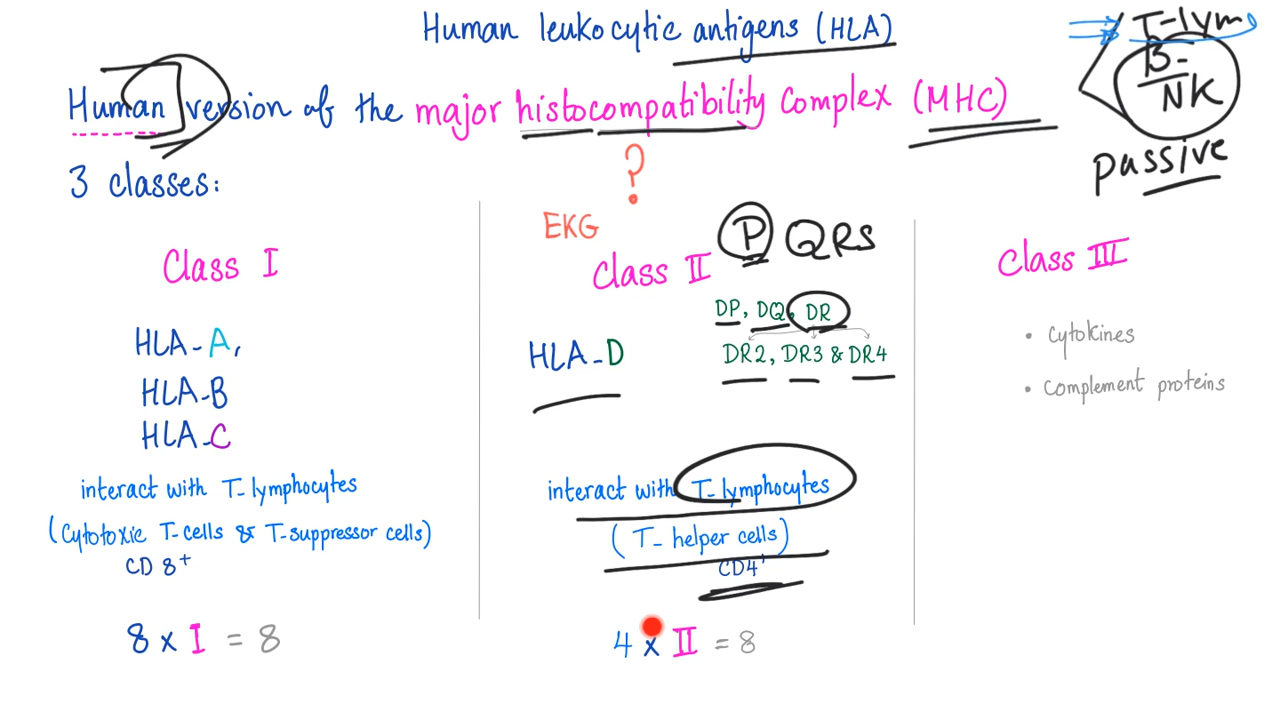 Human leukocytic antigens (HLA)
T-lym
B-
NK
passive
Human version of the major histocompatibility complex (MHC)
3 classes:
?
EKG
P QRS
Class I
Class II
Class III
DP, DQ, DR
HLA-A,
HLA-B
HLA-C
HLA-D
DR2, DR3 & DR4
• cytokines
• complement proteins
interact with T-lymphocytes
(Cytotoxic T-cells & T-suppressor cells)
CD 8+
interact with T-lymphocytes
(T-helper cells)
CD4+
8 x I = 8
4 x II = 8